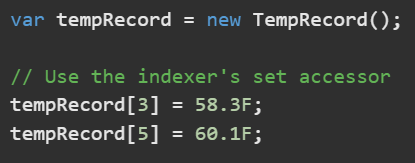 var tempRecord = new TempRecord();
// Use the indexer's set accessor
tempRecord[3] = 58.3F;
tempRecord[5] = 60.1F;